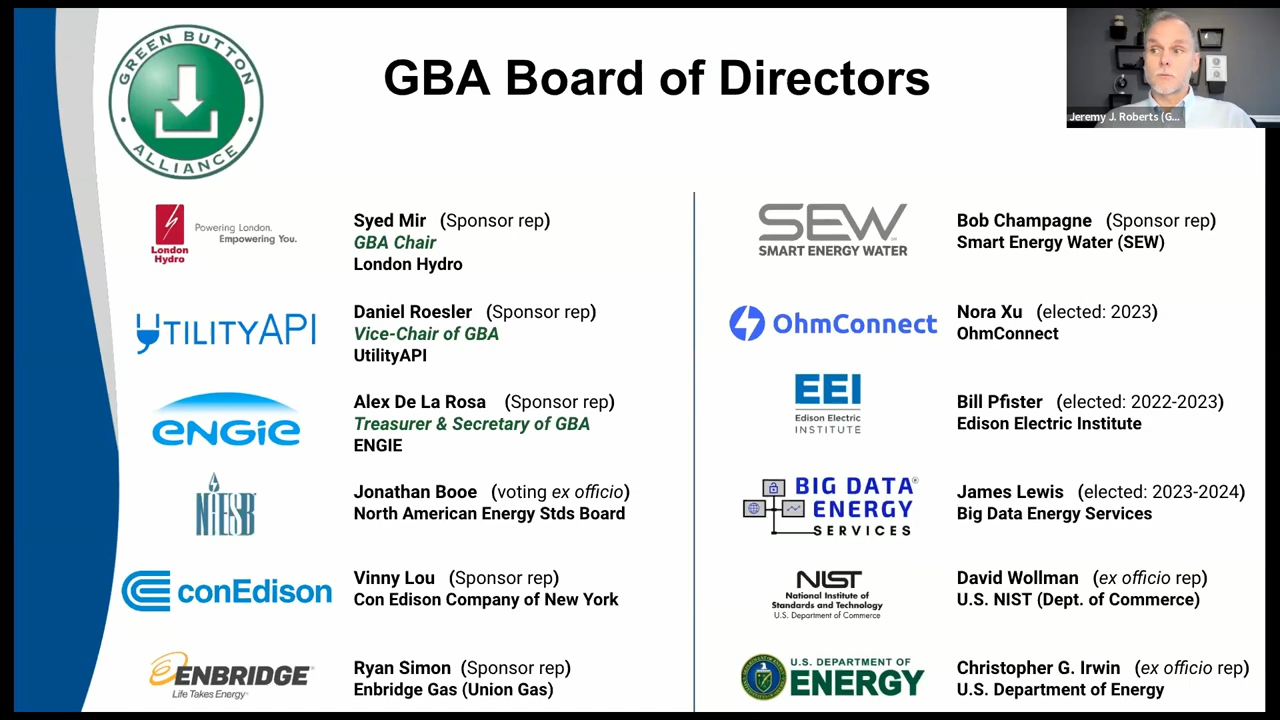 GREEN BUTTON
ALLIANCE
GBA Board of Directors
Jeremy J. Roberts (G...
London
Hydro
Powering London.
Empowering You.
Syed Mir (Sponsor rep)
GBA Chair
London Hydro
UTILITYAPI
Daniel Roesler (Sponsor rep)
Vice-Chair of GBA
UtilityAPI
ENGIE
Alex De La Rosa (Sponsor rep)
Treasurer & Secretary of GBA
ENGIE
NAESB
Jonathan Booe (voting ex officio)
North American Energy Stds Board
conEdison
Vinny Lou (Sponsor rep)
Con Edison Company of New York
ENBRIDGE®
Life Takes Energy®
Ryan Simon (Sponsor rep)
Enbridge Gas (Union Gas)
SEW
SMART ENERGY WATER
Bob Champagne (Sponsor rep)
Smart Energy Water (SEW)
OhmConnect
Nora Xu (elected: 2023)
OhmConnect
EEI
Edison Electric
INSTITUTE
Bill Pfister (elected: 2022-2023)
Edison Electric Institute
BIG DATA®
ENERGY
SERVICES
James Lewis (elected: 2023-2024)
Big Data Energy Services
NIST
National Institute of
Standards and Technology
U.S. Department of Commerce
David Wollman (ex officio rep)
U.S. NIST (Dept. of Commerce)
U.S. DEPARTMENT OF
ENERGY
Christopher G. Irwin (ex officio rep)
U.S. Department of Energy